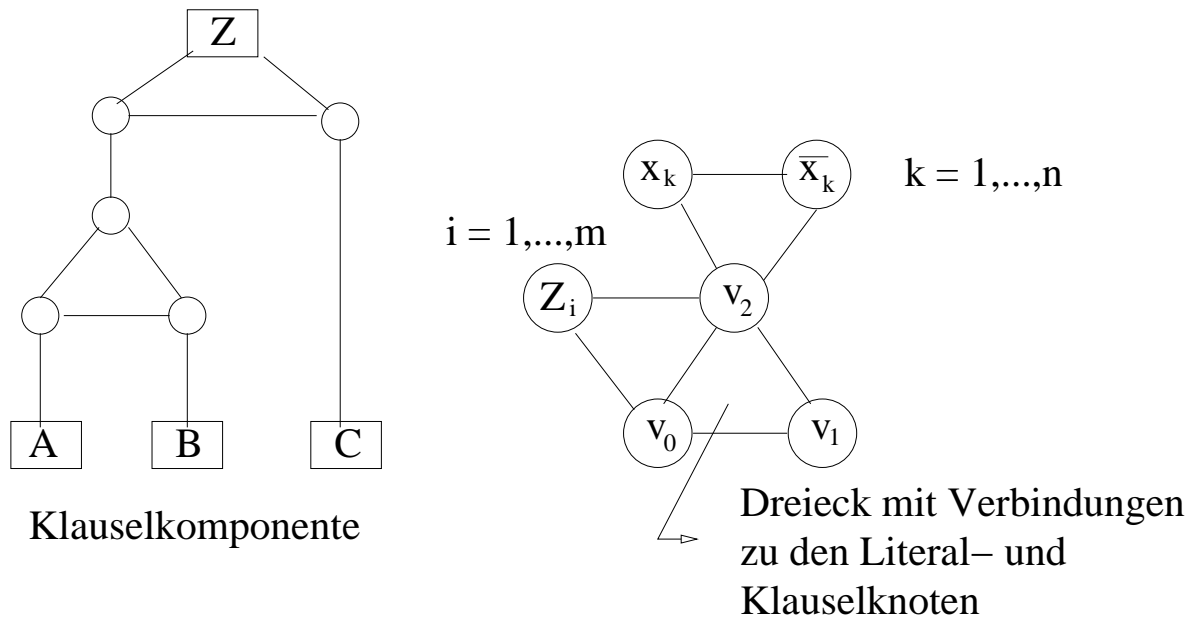 Z
x_k
x̅_k
k = 1,...,n
i = 1,...,m
Z_i
v_2
v_0
v_1
A
B
C
Klauselkomponente
Dreieck mit Verbindungen
zu den Literal− und
Klauselknoten